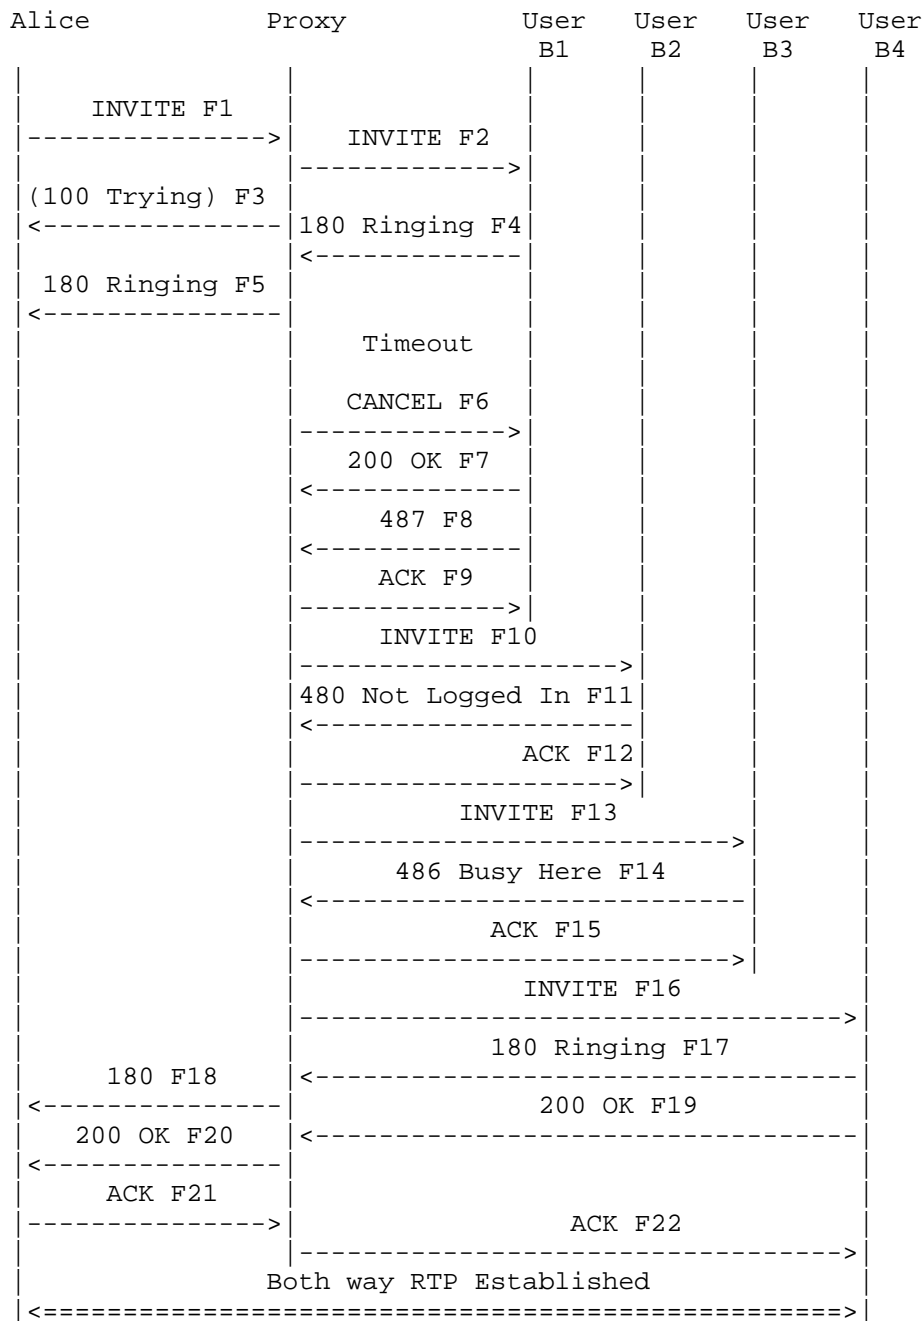 Alice Proxy User User User User
B1 B2 B3 B4
INVITE F1
INVITE F2
(100 Trying) F3
180 Ringing F4
180 Ringing F5
Timeout
CANCEL F6
200 OK F7
487 F8
ACK F9
INVITE F10
480 Not Logged In F11
ACK F12
INVITE F13
486 Busy Here F14
ACK F15
INVITE F16
180 Ringing F17
180 F18
200 OK F19
200 OK F20
ACK F21
ACK F22
Both way RTP Established